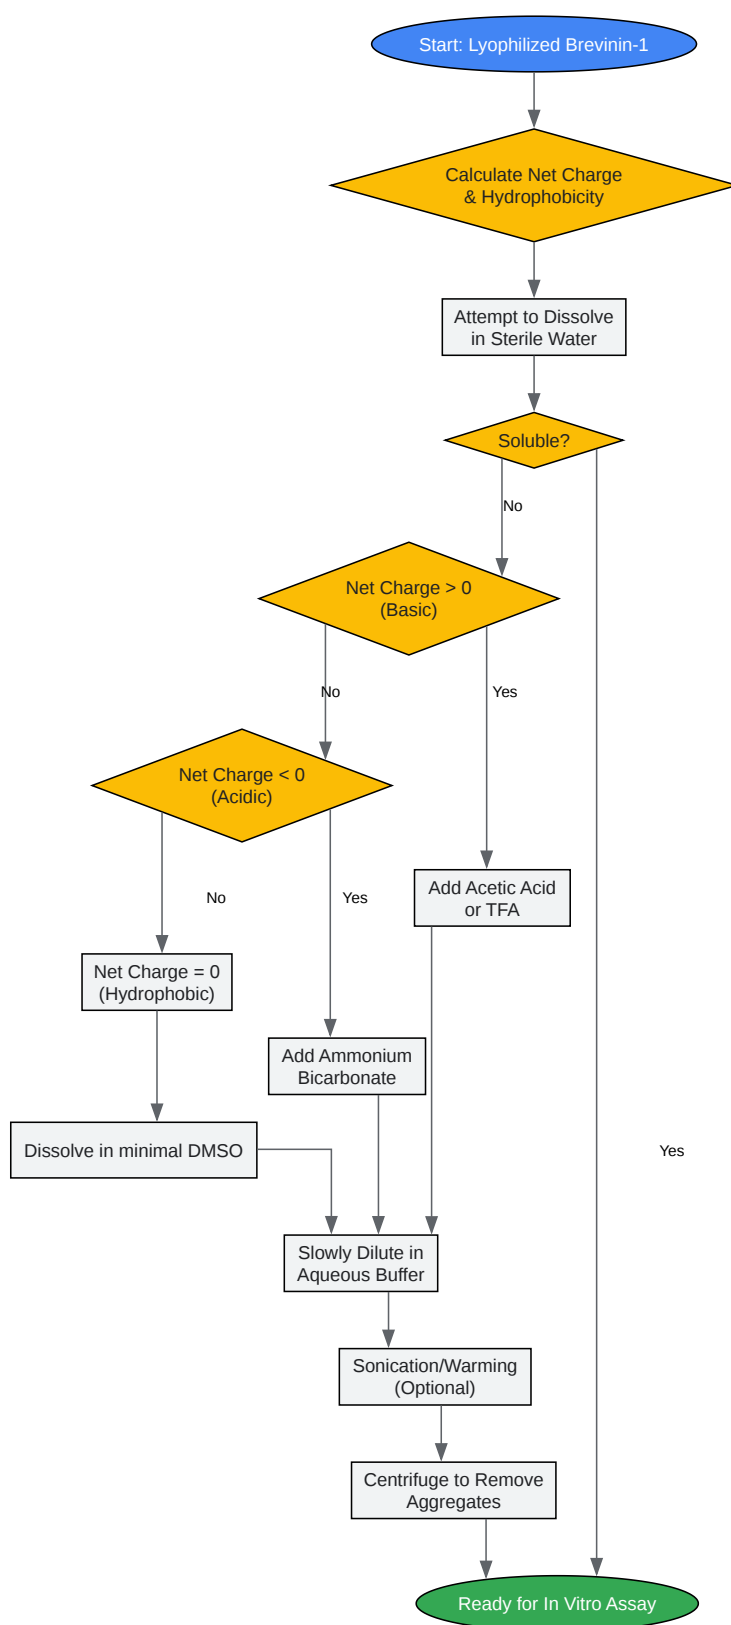 Start: Lyophilized Brevinin-1
Calculate Net Charge
& Hydrophobicity
Attempt to Dissolve
in Sterile Water
Soluble?
No
Net Charge > 0
(Basic)
No
Yes
Net Charge < 0
(Acidic)
Add Acetic Acid
or TFA
No
Yes
Net Charge = 0
(Hydrophobic)
Add Ammonium
Bicarbonate
Dissolve in minimal DMSO
Yes
Slowly Dilute in
Aqueous Buffer
Sonication/Warming
(Optional)
Centrifuge to Remove
Aggregates
Ready for In Vitro Assay